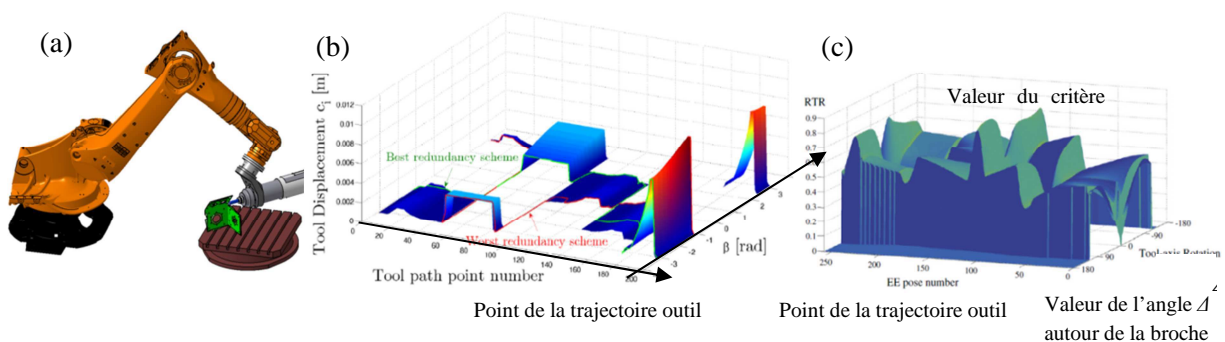 (a)
(b)
(c)
Tool Displacement c_i [m]
0.012
0.01
0.008
0.006
0.004
0.002
0
Best redundancy scheme
Worst redundancy scheme
0
20
40
60
80
100
120
140
160
180
200
Tool path point number
-3
-2
-1
0
1
2
3
β [rad]
Point de la trajectoire outil
RTR
Valeur du critère
0.9
0.8
0.7
0.6
0.5
0.4
0.3
0.2
0.1
0
250
200
150
100
50
0
EE pose number
180
90
0
-90
-180
Tool-axis Rotation
Point de la trajectoire outil
Valeur de l'angle Δ
autour de la broche